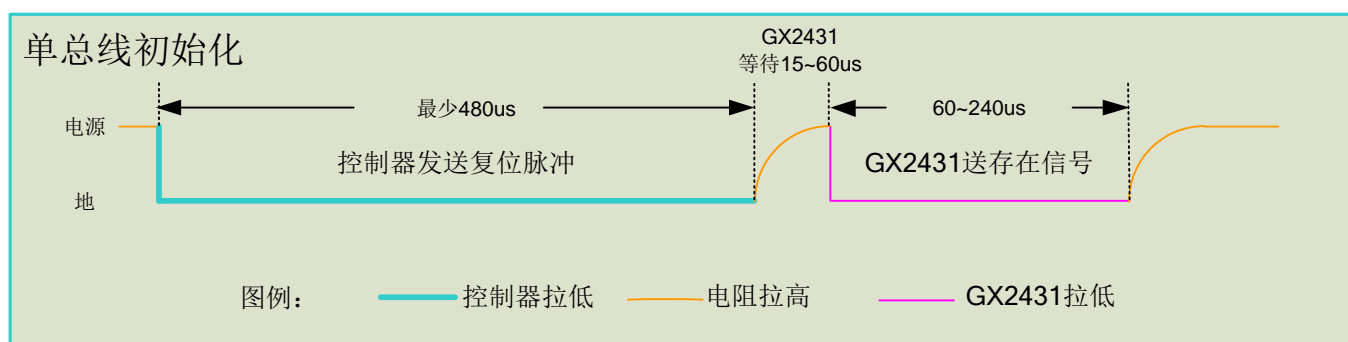 单总线初始化
GX2431
等待15~60us
最少480us
60~240us
电源
控制器发送复位脉冲
GX2431送存在信号
地
图例：
控制器拉低
电阻拉高
GX2431拉低